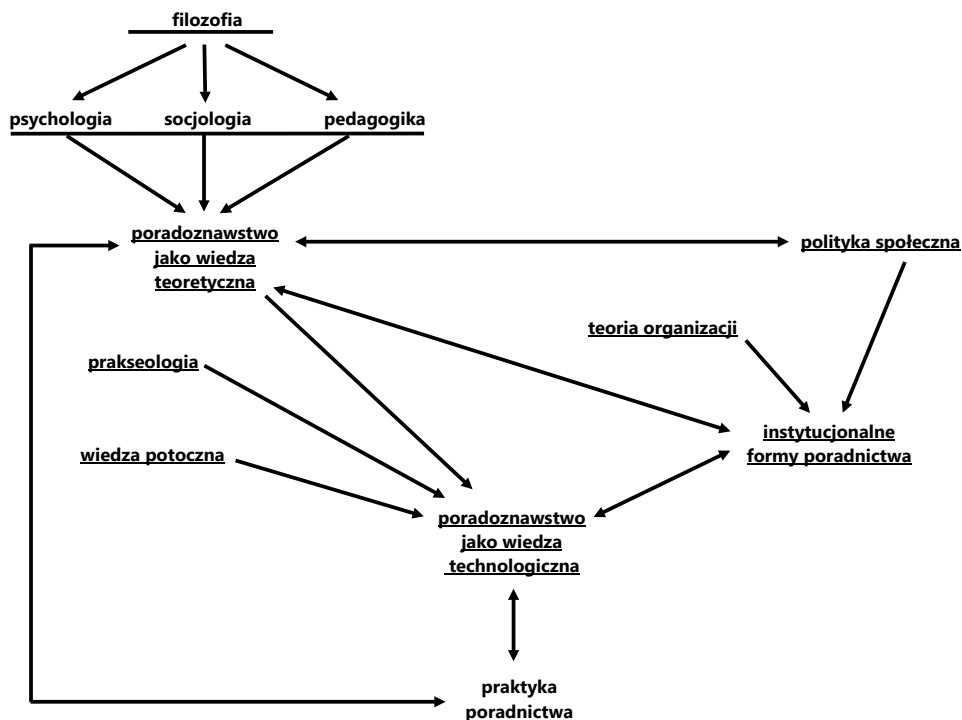 filozofia
psychologia socjologia pedagogika
poradoznawstwo
jako wiedza
teoretyczna
polityka społeczna
teoria organizacji
prakseologia
instytucjonalne
formy poradnictwa
wiedza potoczna
poradoznawstwo
jako wiedza
technologiczna
praktyka
poradnictwa